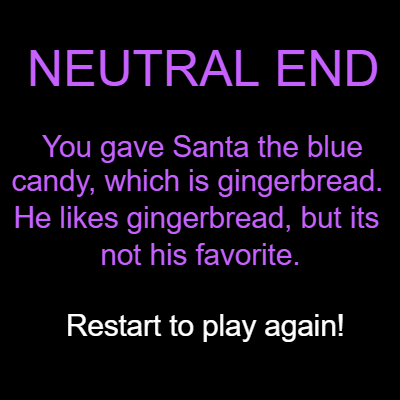 NEUTRAL END
You gave Santa the blue
candy, which is gingerbread.
He likes gingerbread, but its
not his favorite.
Restart to play again!